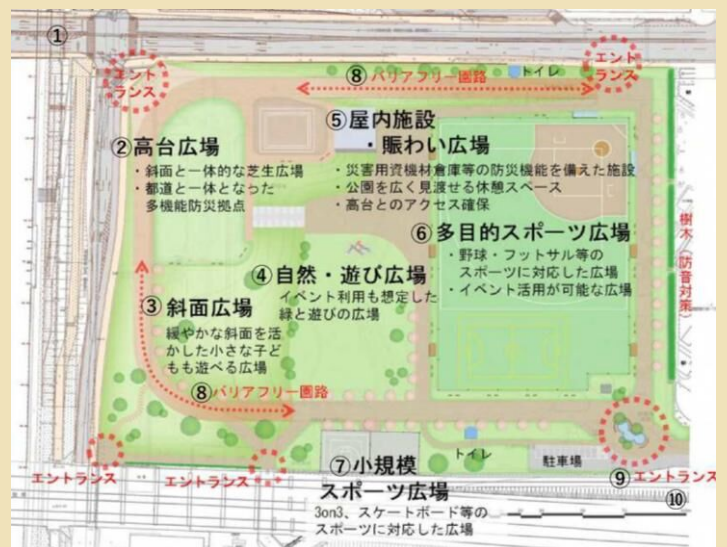 ①
エント
ランス
⑧バリアフリー園路
トイレ
エント
ランス
②高台広場
・斜面と一体的な芝生広場
・都道と一体となった
多機能防災拠点
⑤屋内施設
・賑わい広場
・災害用資機材倉庫等の防災機能を備えた施設
・公園を広く見渡せる休憩スペース
・高台とのアクセス確保
⑥多目的スポーツ広場
・野球・フットサル等の
スポーツに対応した広場
・イベント活用が可能な広場
樹木（防音対策）
④自然・遊び広場
イベント利用も想定した
緑と遊びの広場
③斜面広場
緩やかな斜面を活
かした小さな子ど
もも遊べる広場
⑧バリアフリー園路
エントランス
エントランス
⑦小規模
スポーツ広場
3on3、スケートボード等の
スポーツに対応した広場
トイレ
駐車場
⑨エントランス
⑩